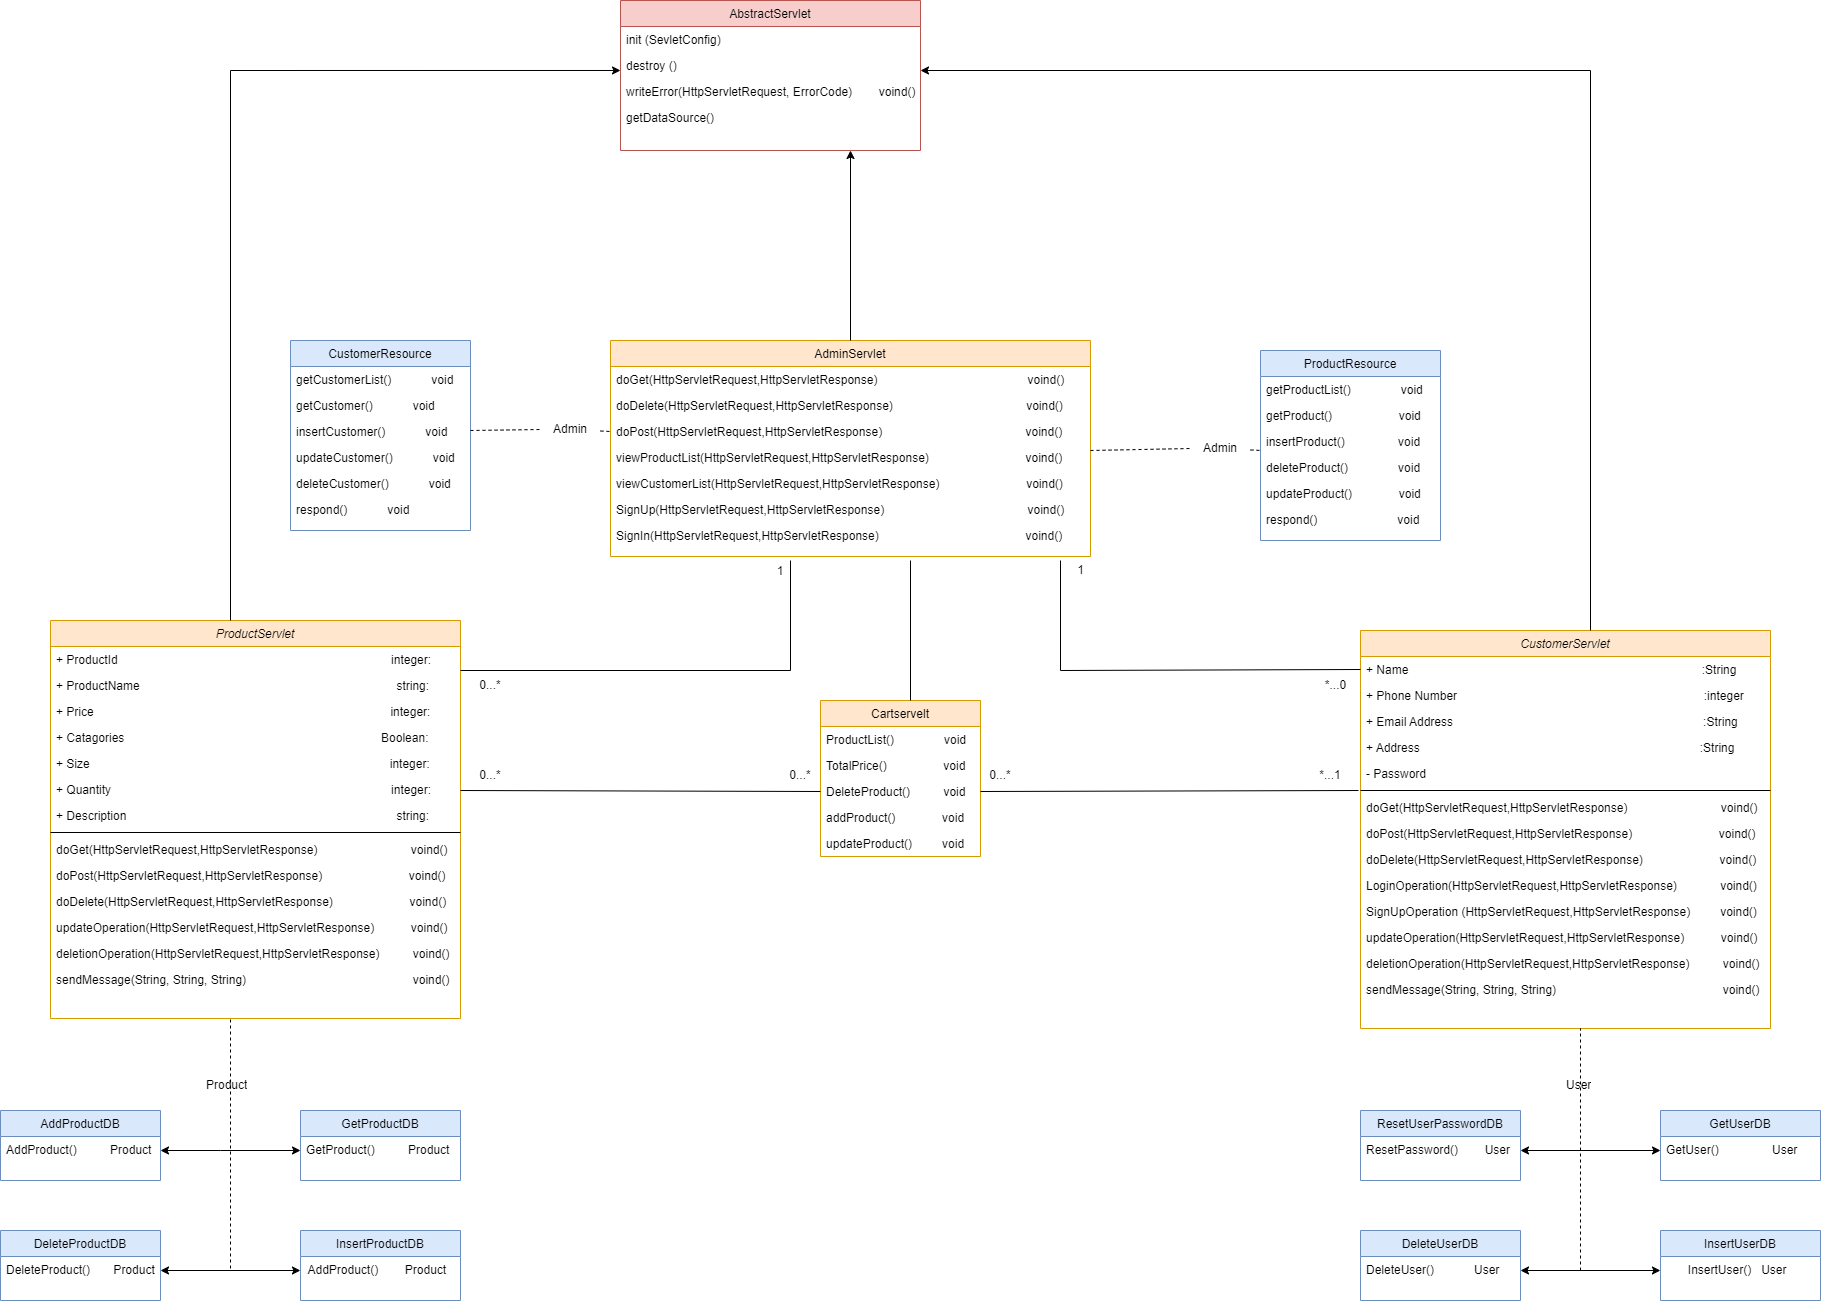 AbstractServlet
init (SevletConfig)
destroy ()
writeError(HttpServletRequest, ErrorCode) voind()
getDataSource()
CustomerResource
getCustomerList() void
getCustomer() void
insertCustomer() void
updateCustomer() void
deleteCustomer() void
respond() void
Admin
AdminServlet
doGet(HttpServletRequest,HttpServletResponse) voind()
doDelete(HttpServletRequest,HttpServletResponse) voind()
doPost(HttpServletRequest,HttpServletResponse) voind()
viewProductList(HttpServletRequest,HttpServletResponse) voind()
viewCustomerList(HttpServletRequest,HttpServletResponse) voind()
SignUp(HttpServletRequest,HttpServletResponse) voind()
SignIn(HttpServletRequest,HttpServletResponse) voind()
Admin
ProductResource
getProductList() void
getProduct() void
insertProduct() void
deleteProduct() void
updateProduct() void
respond() void
1
1
ProductServlet
+ ProductId integer:
+ ProductName string:
+ Price integer:
+ Catagories Boolean:
+ Size integer:
+ Quantity integer:
+ Description string:
doGet(HttpServletRequest,HttpServletResponse) voind()
doPost(HttpServletRequest,HttpServletResponse) voind()
doDelete(HttpServletRequest,HttpServletResponse) voind()
updateOperation(HttpServletRequest,HttpServletResponse) voind()
deletionOperation(HttpServletRequest,HttpServletResponse) voind()
sendMessage(String, String, String) voind()
0...*
*...0
0...*
0...*
0...*
*...1
Cartservelt
ProductList() void
TotalPrice() void
DeleteProduct() void
addProduct() void
updateProduct() void
CustomerServlet
+ Name :String
+ Phone Number :integer
+ Email Address :String
+ Address :String
- Password
doGet(HttpServletRequest,HttpServletResponse) voind()
doPost(HttpServletRequest,HttpServletResponse) voind()
doDelete(HttpServletRequest,HttpServletResponse) voind()
LoginOperation(HttpServletRequest,HttpServletResponse) voind()
SignUpOperation (HttpServletRequest,HttpServletResponse) voind()
updateOperation(HttpServletRequest,HttpServletResponse) voind()
deletionOperation(HttpServletRequest,HttpServletResponse) voind()
sendMessage(String, String, String) voind()
Product
AddProductDB
AddProduct() Product
GetProductDB
GetProduct() Product
DeleteProductDB
DeleteProduct() Product
InsertProductDB
AddProduct() Product
User
ResetUserPasswordDB
ResetPassword() User
GetUserDB
GetUser() User
DeleteUserDB
DeleteUser() User
InsertUserDB
InsertUser() User